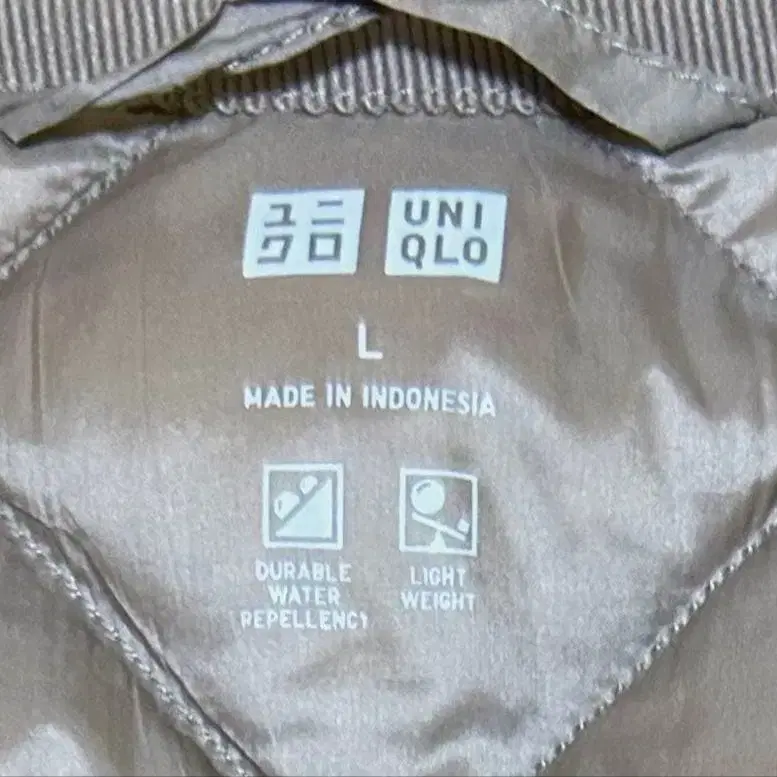 ユニ
クロ
UNI
QLO
L
MADE IN INDONESIA
DURABLE
WATER
REPELLENCY
LIGHT
WEIGHT